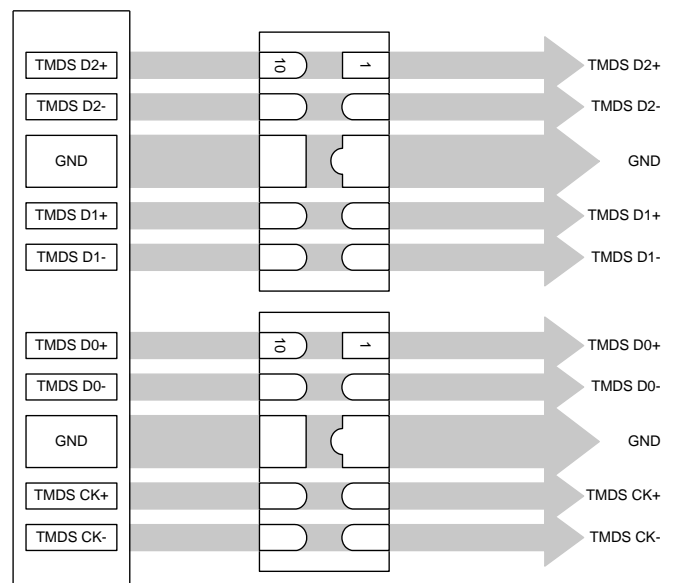 TMDS D2+ 10 1 TMDS D2+
TMDS D2- TMDS D2-
GND GND
TMDS D1+ TMDS D1+
TMDS D1- TMDS D1-
TMDS D0+ 10 1 TMDS D0+
TMDS D0- TMDS D0-
GND GND
TMDS CK+ TMDS CK+
TMDS CK- TMDS CK-